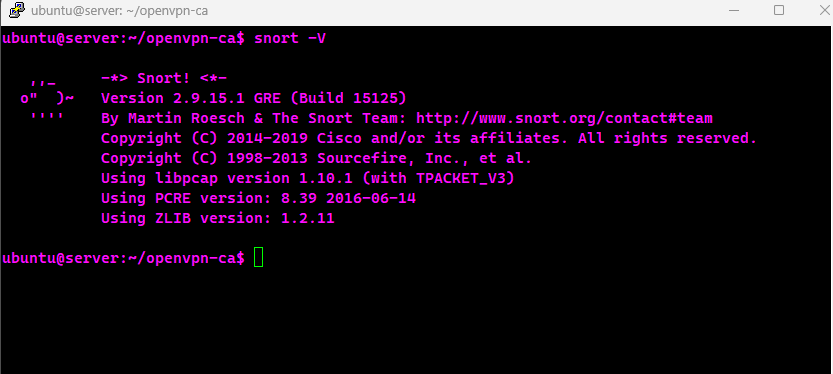 ubuntu@server: ~/openvpn-ca
ubuntu@server:~/openvpn-ca$ snort -V
   ,,_     -*> Snort! <*-
  o"  )~   Version 2.9.15.1 GRE (Build 15125)
   ''''    By Martin Roesch & The Snort Team: http://www.snort.org/contact#team
           Copyright (C) 2014-2019 Cisco and/or its affiliates. All rights reserved.
           Copyright (C) 1998-2013 Sourcefire, Inc., et al.
           Using libpcap version 1.10.1 (with TPACKET_V3)
           Using PCRE version: 8.39 2016-06-14
           Using ZLIB version: 1.2.11
ubuntu@server:~/openvpn-ca$